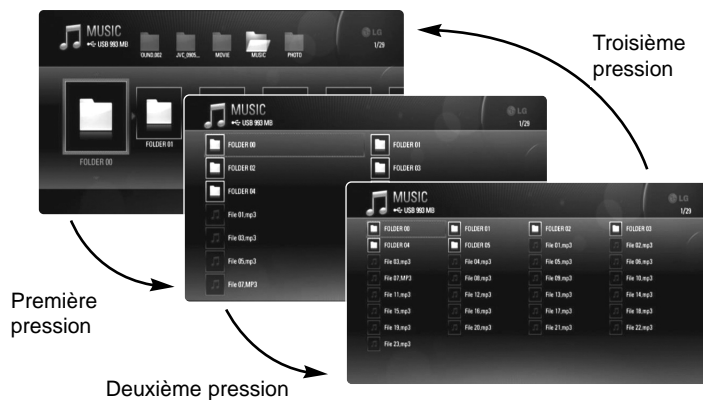 MUSIC
USB 993 MB
OUND.003
JVC_0905...
MOVIE
MUSIC
PHOTO
LG
1/29
FOLDER 00
FOLDER 01
Troisième
pression
MUSIC
USB 993 MB
LG
1/29
FOLDER 00
FOLDER 01
FOLDER 02
FOLDER 03
FOLDER 04
File 01.mp3
File 03.mp3
File 05.mp3
File 07.MP3
MUSIC
USB 993 MB
LG
1/29
FOLDER 00 FOLDER 01 FOLDER 02 FOLDER 03
FOLDER 04 FOLDER 05 File 01.mp3 File 02.mp3
File 03.mp3 File 04.mp3 File 05.mp3 File 06.mp3
File 07.MP3 File 08.mp3 File 09.mp3 File 10.mp3
File 11.mp3 File 12.mp3 File 13.mp3 File 14.mp3
File 15.mp3 File 16.mp3 File 17.mp3 File 18.mp3
File 19.mp3 File 20.mp3 File 21.mp3 File 22.mp3
File 23.mp3
Première
pression
Deuxième pression